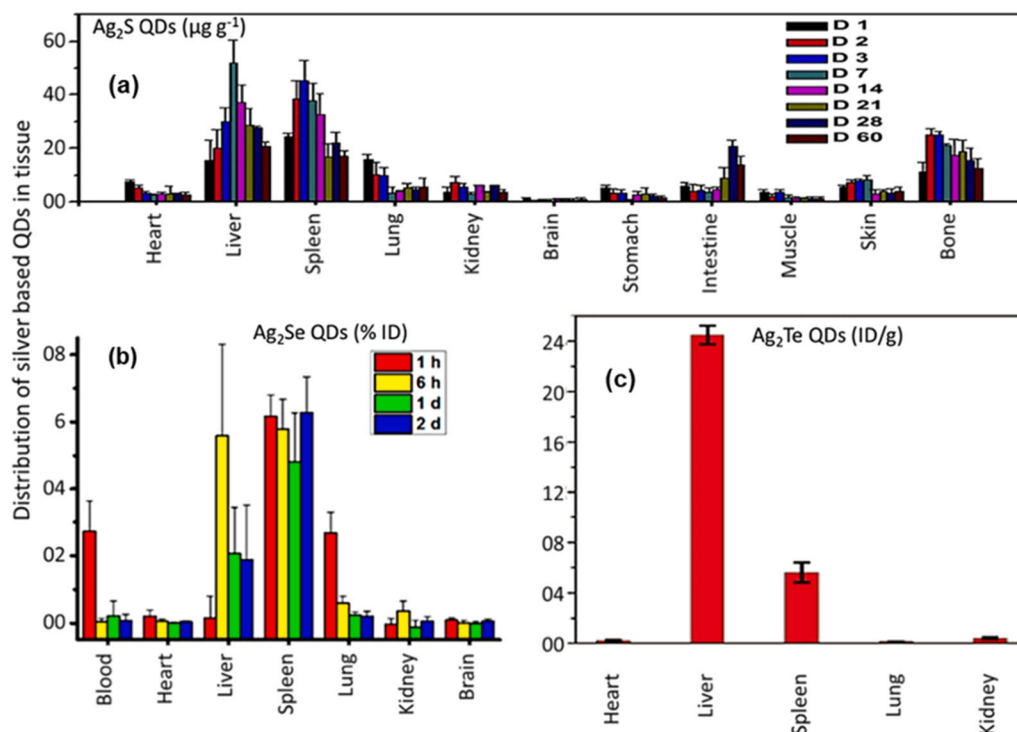 Distribution of silver based QDs in tissue
Ag₂S QDs (µg g⁻¹)
(a)
60
40
20
00
D 1
D 2
D 3
D 7
D 14
D 21
D 28
D 60
Heart
Liver
Spleen
Lung
Kidney
Brain
Stomach
Intestine
Muscle
Skin
Bone
Ag₂Se QDs (% ID)
(b)
08
6
04
02
00
1 h
6 h
1 d
2 d
Blood
Heart
Liver
Spleen
Lung
Kidney
Brain
Ag₂Te QDs (ID/g)
(c)
24
20
16
12
08
04
00
Heart
Liver
Spleen
Lung
Kidney